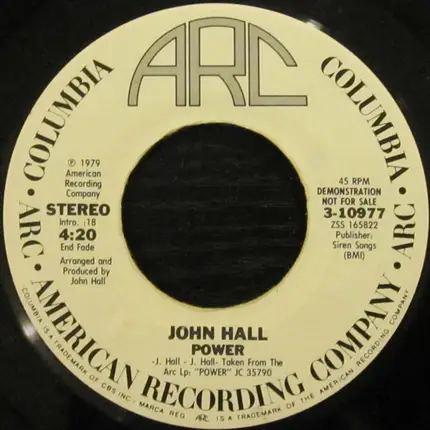 ARC
COLUMBIA • ARC • AMERICAN RECORDING COMPANY • ARC • COLUMBIA
℗ 1979
American
Recording
Company
STEREO
Intro. :18
4:20
End Fade
Arranged and
Produced by
John Hall
45 RPM
DEMONSTRATION
NOT FOR SALE
3-10977
ZSS 165822
Publisher:
Siren Songs
(BMI)
JOHN HALL
POWER
-J. Hall - J. Hall- Taken From The
Arc Lp: "POWER" JC 35790
COLUMBIA IS A TRADEMARK OF CBS INC. MARCA REG. ARC IS A TRADEMARK OF THE AMERICAN RECORDING COMPANY.